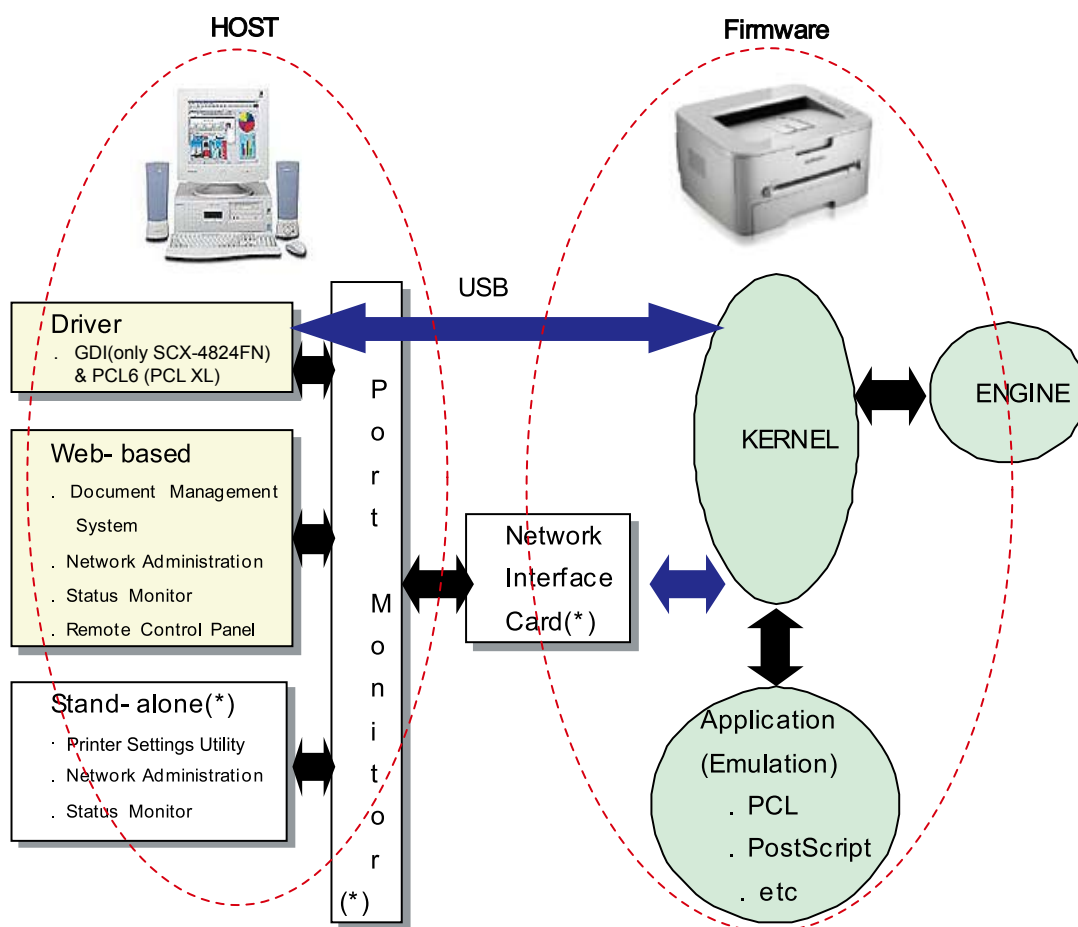 HOST
Firmware
USB
Driver
. GDI(only SCX-4824FN)
& PCL6 (PCL XL)
Web- based
. Document Management
System
. Network Administration
. Status Monitor
. Remote Control Panel
Stand- alone(*)
. Printer Settings Utility
. Network Administration
. Status Monitor
P
o
r
t
M
o
n
i
t
o
r
(*)
Network
Interface
Card(*)
KERNEL
ENGINE
Application
(Emulation)
. PCL
. PostScript
. etc